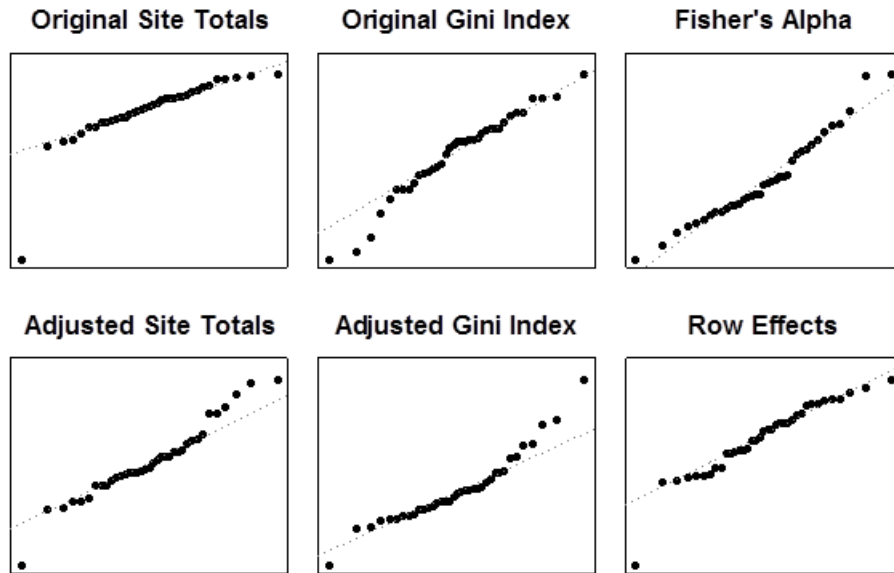 Original Site Totals
Original Gini Index
Fisher's Alpha
Adjusted Site Totals
Adjusted Gini Index
Row Effects